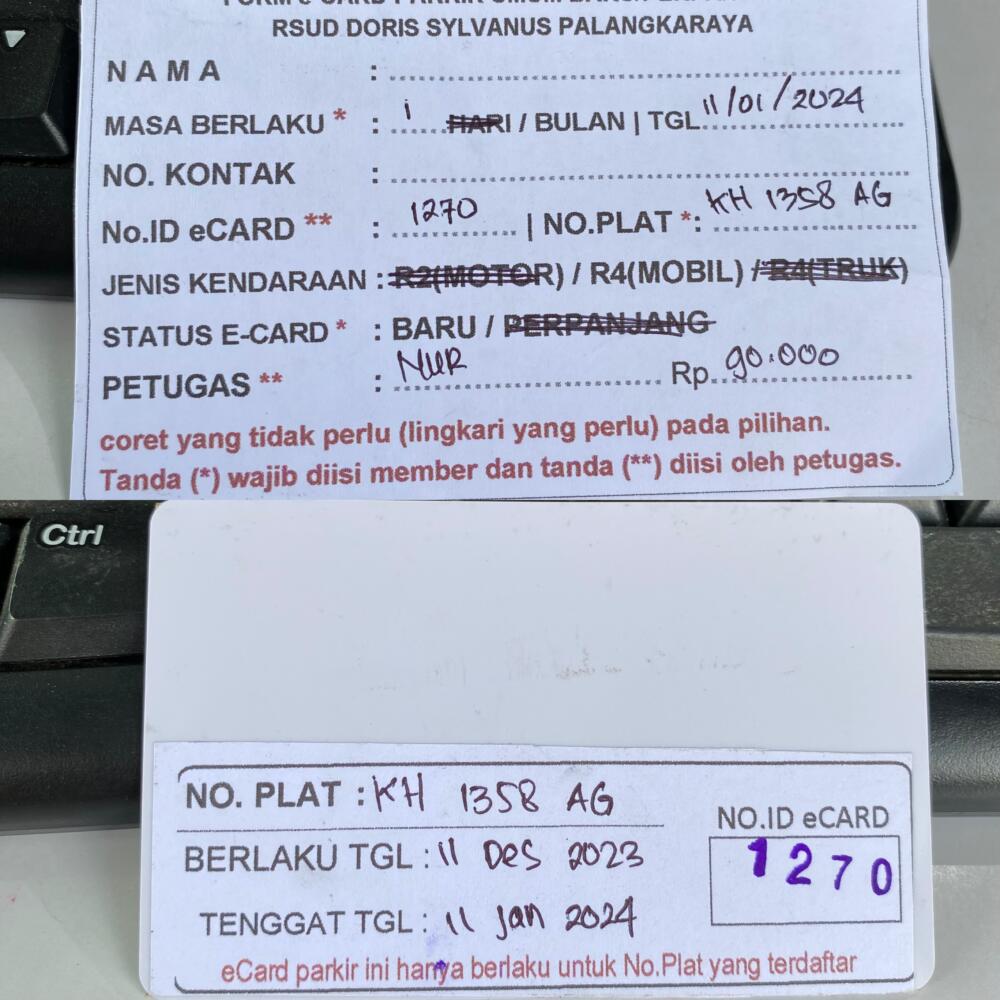 RSUD DORIS SYLVANUS PALANGKARAYA
NAMA :
MASA BERLAKU * : 1 HARI / BULAN | TGL 11/01/2024
NO. KONTAK :
No.ID eCARD ** : 1270 | NO.PLAT *: KH 1358 AG
JENIS KENDARAAN : R2(MOTOR) / R4(MOBIL) / R4(TRUK)
STATUS E-CARD * : BARU / PERPANJANG
PETUGAS ** : NUR Rp. 90.000
coret yang tidak perlu (lingkari yang perlu) pada pilihan.
Tanda (*) wajib diisi member dan tanda (**) diisi oleh petugas.
Ctrl
NO. PLAT : KH 1358 AG
BERLAKU TGL : 11 Des 2023
TENGGAT TGL : 11 Jan 2024
NO.ID eCARD
1270
eCard parkir ini hanya berlaku untuk No.Plat yang terdaftar